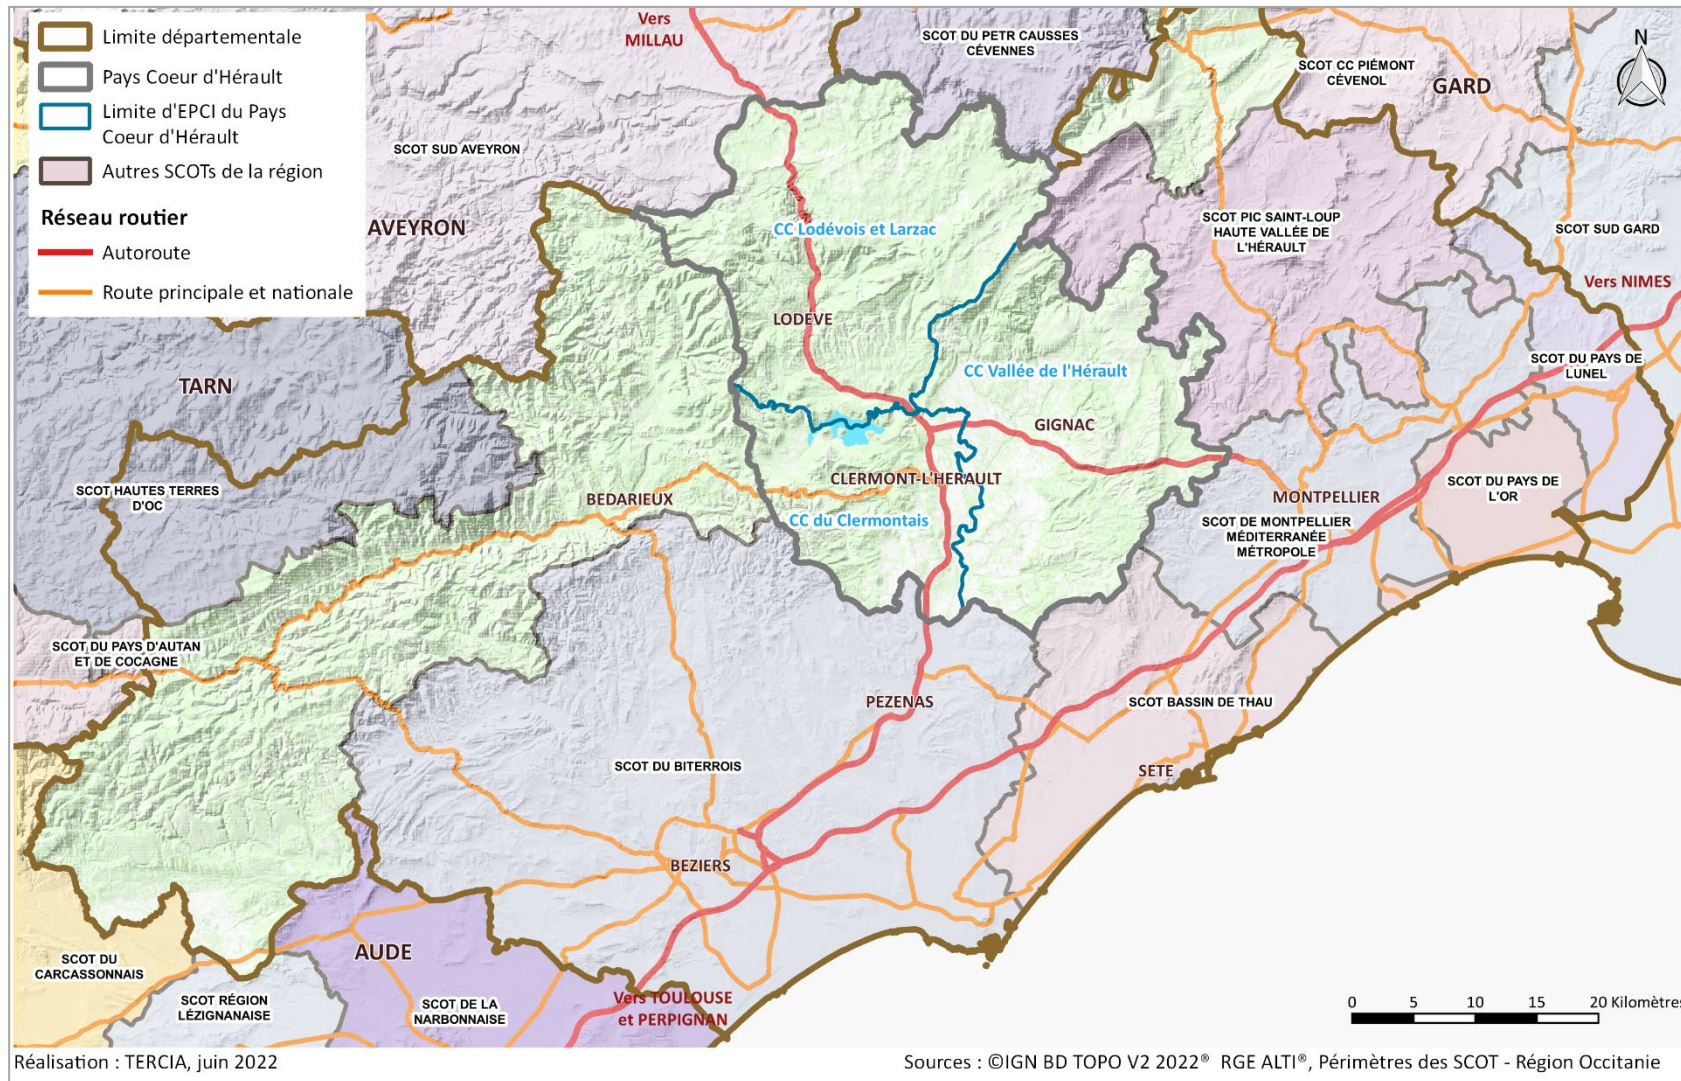 Limite départementale
Pays Coeur d'Hérault
Limite d'EPCI du Pays
Coeur d'Hérault
Autres SCOTs de la région
Réseau routier
Autoroute
Route principale et nationale
Vers
MILLAU
SCOT DU PETR CAUSSES
CÉVENNES
SCOT CC PIÉMONT
CÉVENOL
GARD
N
SCOT SUD AVEYRON
AVEYRON
CC Lodévois et Larzac
SCOT PIC SAINT-LOUP
HAUTE VALLÉE DE
L'HÉRAULT
SCOT SUD GARD
Vers NIMES
LODEVE
CC Vallée de l'Hérault
SCOT DU PAYS DE
LUNEL
TARN
GIGNAC
SCOT HAUTES TERRES
D'OC
BEDARIEUX
CLERMONT-L'HERAULT
CC du Clermontais
MONTPELLIER
SCOT DE MONTPELLIER
MÉDITERRANÉE
MÉTROPOLE
SCOT DU PAYS DE
L'OR
SCOT DU PAYS D'AUTAN
ET DE COCAGNE
PEZENAS
SCOT BASSIN DE THAU
SCOT DU BITERROIS
SETE
BEZIERS
AUDE
SCOT DU
CARCASSONNAIS
SCOT RÉGION
LÉZIGNANAISE
SCOT DE LA
NARBONNAISE
Vers TOULOUSE
et PERPIGNAN
0 5 10 15 20 Kilomètres
Réalisation : TERCIA, juin 2022
Sources : ©IGN BD TOPO V2 2022® RGE ALTI®, Périmètres des SCOT - Région Occitanie